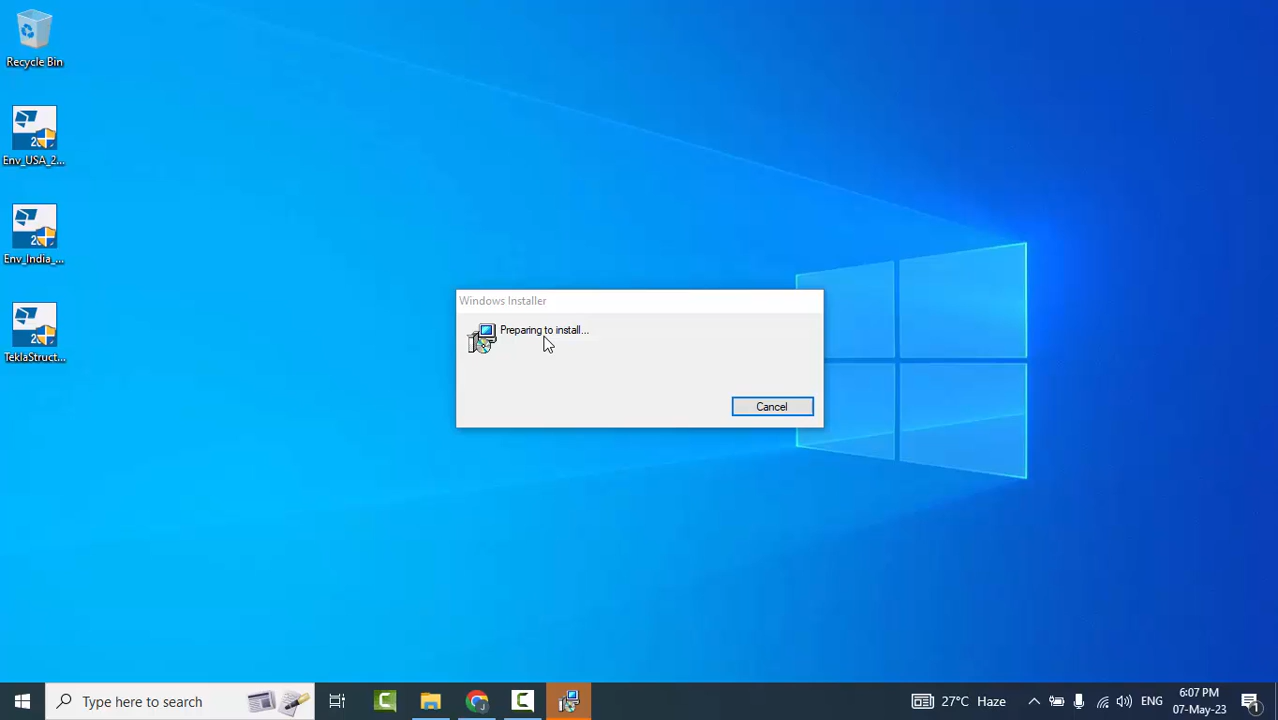 Recycle Bin
Env_USA_2...
Env_India_...
TeklaStruct...
Windows Installer
Preparing to install...
Cancel
Type here to search
27°C Haze
ENG
6:07 PM
07-May-23
1